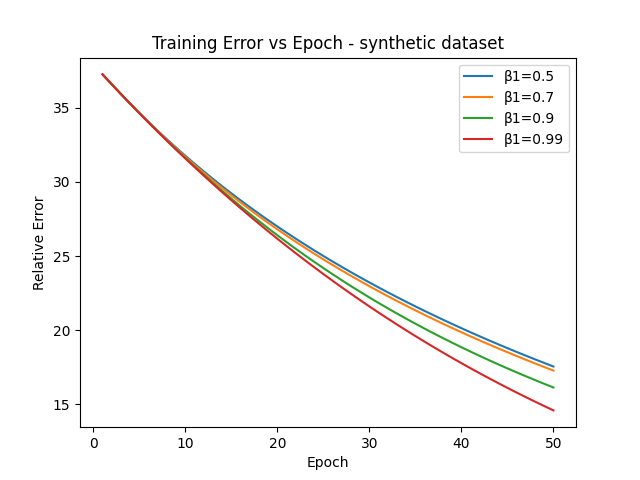 Training Error vs Epoch - synthetic dataset
β1=0.5
β1=0.7
β1=0.9
β1=0.99
Relative Error
35
30
25
20
15
0 10 20 30 40 50
Epoch